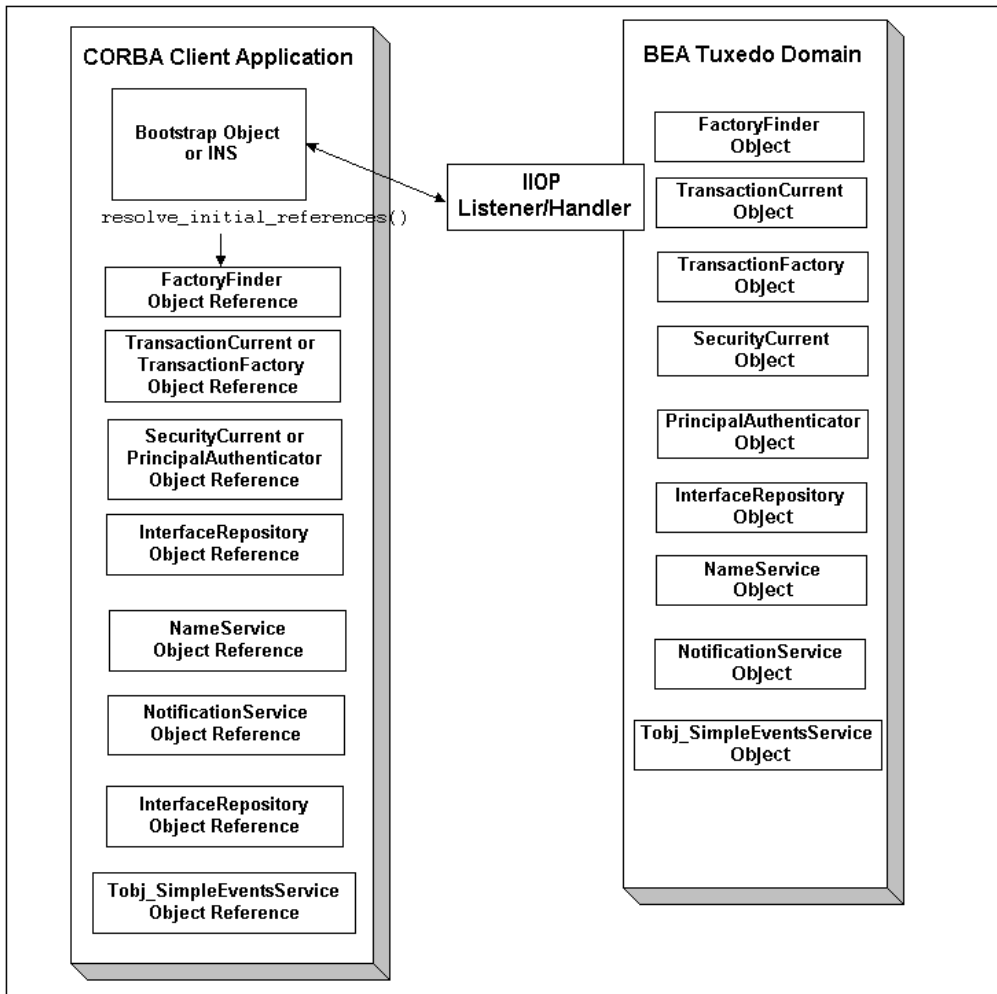 CORBA Client Application
Bootstrap Object
or INS
resolve_initial_references()
FactoryFinder
Object Reference
TransactionCurrent or
TransactionFactory
Object Reference
SecurityCurrent or
PrincipalAuthenticator
Object Reference
InterfaceRepository
Object Reference
NameService
Object Reference
NotificationService
Object Reference
InterfaceRepository
Object Reference
Tobj_SimpleEventsService
Object Reference
IIOP
Listener/Handler
BEA Tuxedo Domain
FactoryFinder
Object
TransactionCurrent
Object
TransactionFactory
Object
SecurityCurrent
Object
PrincipalAuthenticator
Object
InterfaceRepository
Object
NameService
Object
NotificationService
Object
Tobj_SimpleEventsService
Object